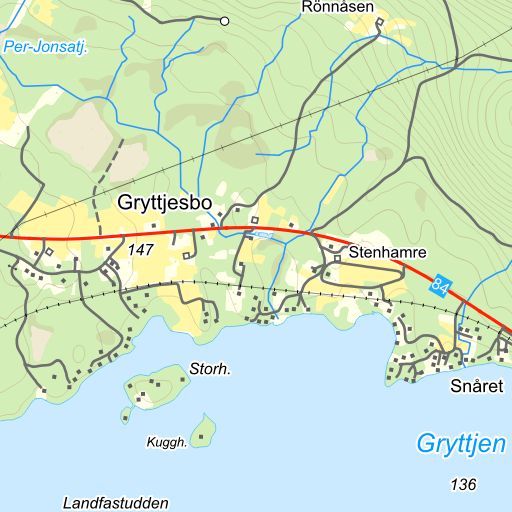 Rönnåsen
Per-Jonsatj.
Gryttjesbo
147
Stenhamre
84
Storh.
Snåret
Kuggh.
Gryttjen
136
Landfastudden